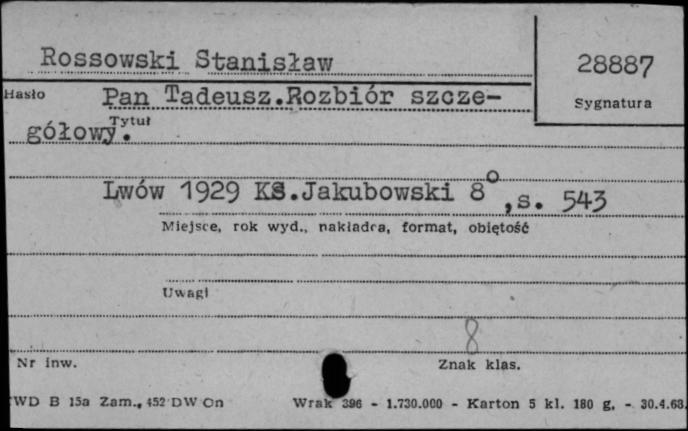 Rossowski Stanisław
28887
Hasło
Pan Tadeusz.Rozbiór szcze-
Sygnatura
Tytuł
gółowy.
Lwów 1929 KS.Jakubowski 8°,s. 543
Miejsce, rok wyd., nakładca, format, objętość
Uwagi
8
Nr inw.
Znak klas.
WD B 15a Zam., 452 DW On
Wrak 396 - 1.730.000 - Karton 5 kl. 180 g. - 30.4.63.